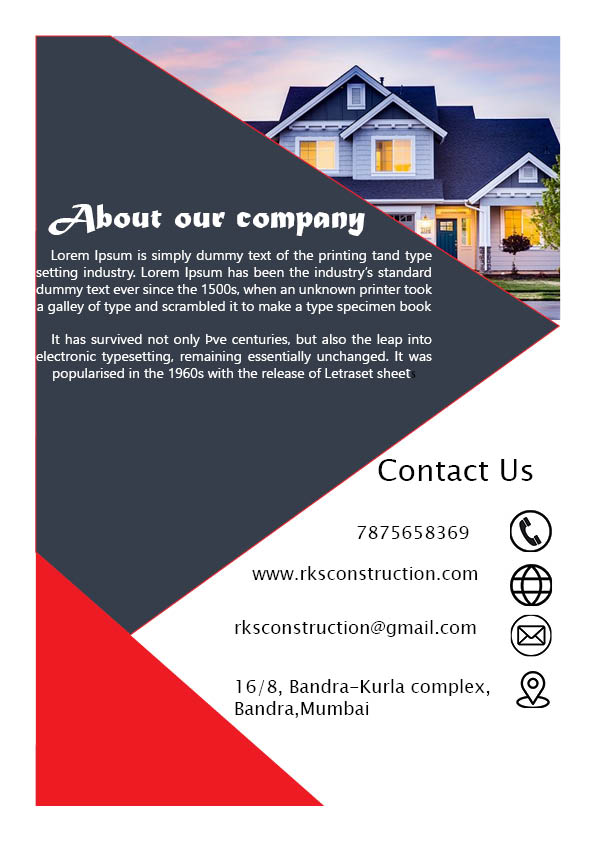 About our company
Lorem Ipsum is simply dummy text of the printing tand type
setting industry. Lorem Ipsum has been the industry's standard
dummy text ever since the 1500s, when an unknown printer took
a galley of type and scrambled it to make a type specimen book
It has survived not only Þve centuries, but also the leap into
electronic typesetting, remaining essentially unchanged. It was
popularised in the 1960s with the release of Letraset sheets
Contact Us
7875658369
www.rksconstruction.com
rksconstruction@gmail.com
16/8, Bandra-Kurla complex,
Bandra,Mumbai